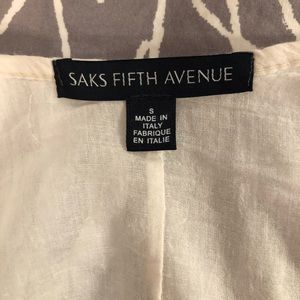 SAKS FIFTH AVENUE
S
MADE IN
ITALY
FABRIQUE
EN ITALIE